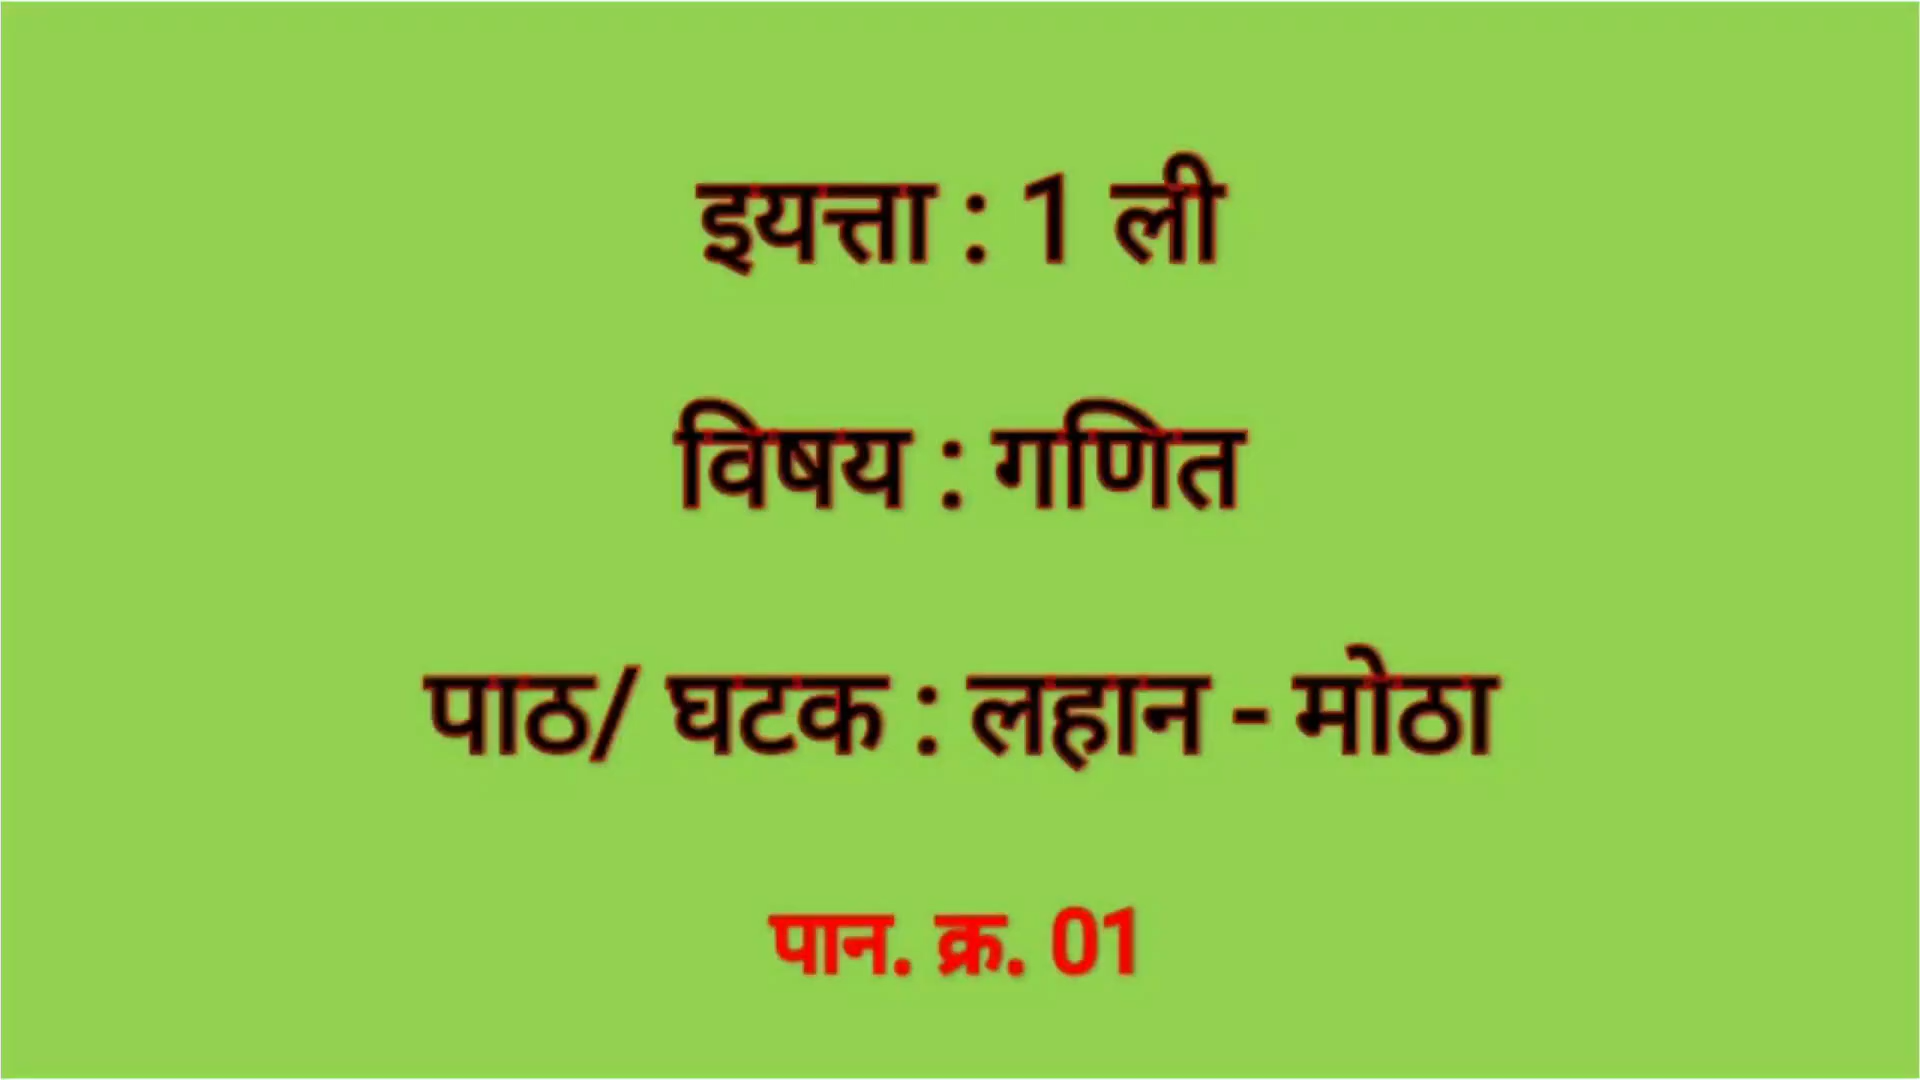 इयत्ता : 1 ली
विषय : गणित
पाठ/ घटक : लहान - मोठा
पान. क्र. 01